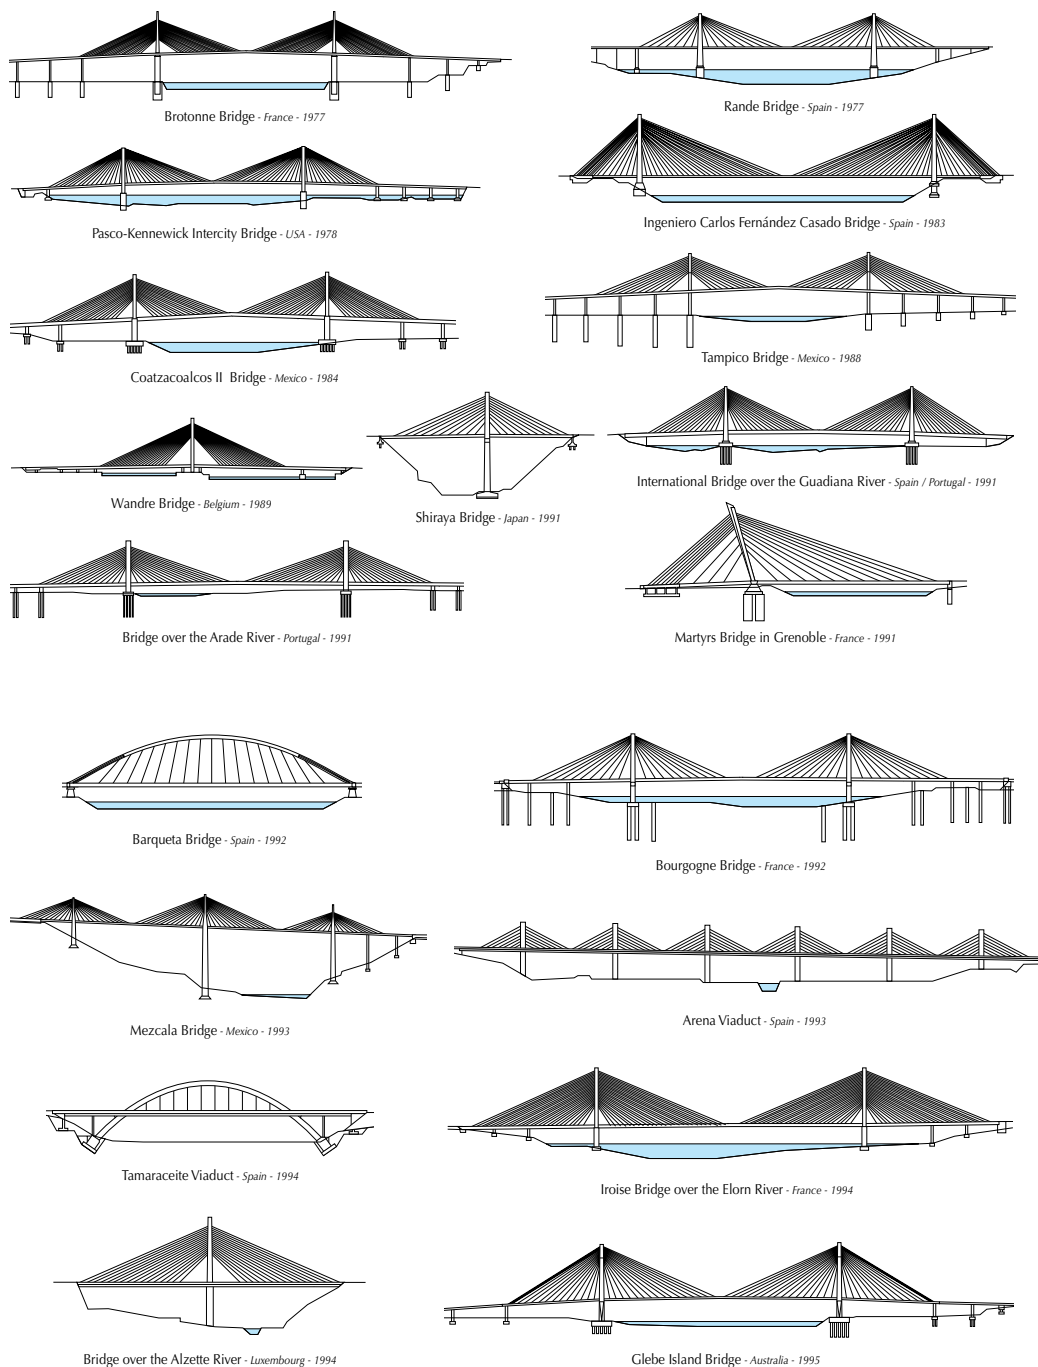 Brotonne Bridge - France - 1977
Rande Bridge - Spain - 1977
Pasco-Kennewick Intercity Bridge - USA - 1978
Ingeniero Carlos Fernández Casado Bridge - Spain - 1983
Coatzacoalcos II Bridge - Mexico - 1984
Tampico Bridge - Mexico - 1988
Wandre Bridge - Belgium - 1989
Shiraya Bridge - Japan - 1991
International Bridge over the Guadiana River - Spain / Portugal - 1991
Bridge over the Arade River - Portugal - 1991
Martyrs Bridge in Grenoble - France - 1991
Barqueta Bridge - Spain - 1992
Bourgogne Bridge - France - 1992
Mezcala Bridge - Mexico - 1993
Arena Viaduct - Spain - 1993
Tamaraceite Viaduct - Spain - 1994
Iroise Bridge over the Elorn River - France - 1994
Bridge over the Alzette River - Luxembourg - 1994
Glebe Island Bridge - Australia - 1995